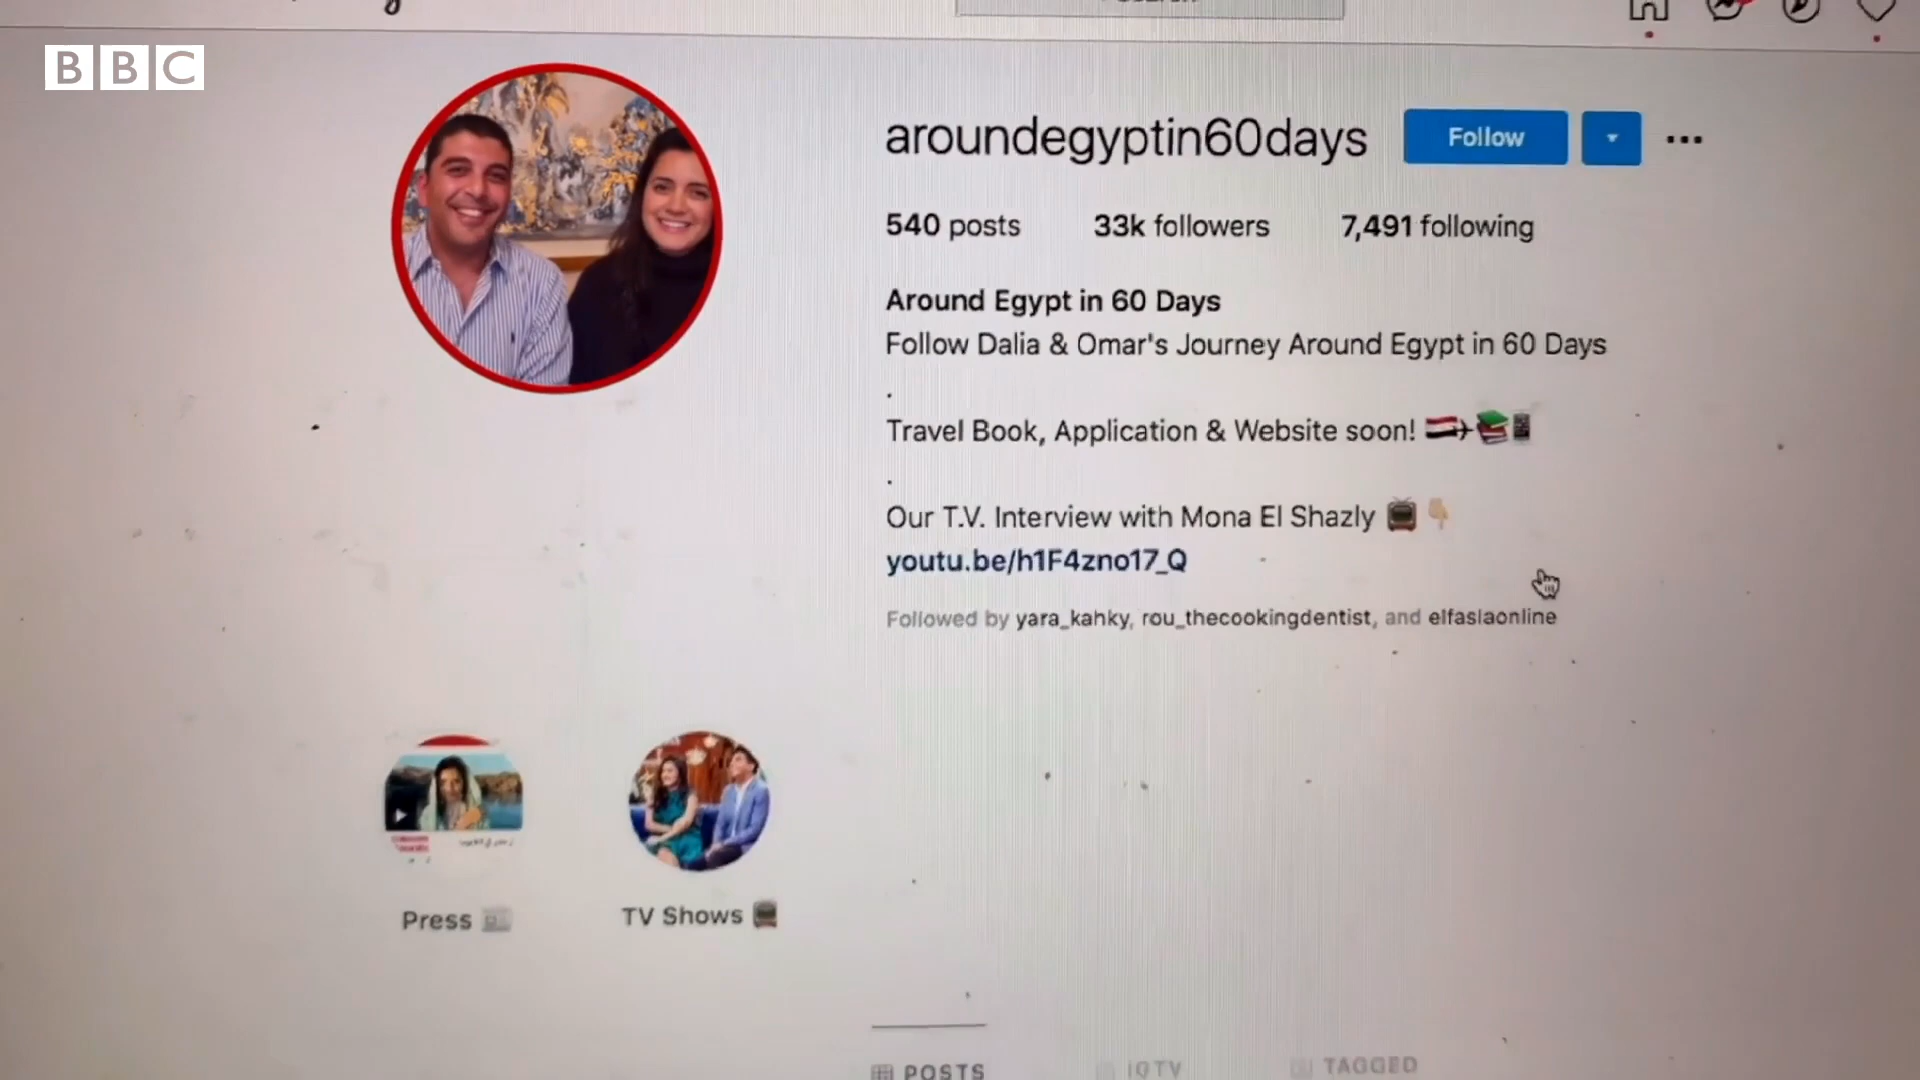 BBC
aroundegyptin60days Follow
540 posts 33k followers 7,491 following
Around Egypt in 60 Days
Follow Dalia & Omar's Journey Around Egypt in 60 Days
.
Travel Book, Application & Website soon! 🇪🇬✈📚📱
.
Our T.V. Interview with Mona El Shazly 📺👇🏼
youtu.be/h1F4zno17_Q
Followed by yara_kahky, rou_thecookingdentist, and elfaslaonline
Press 📰 TV Shows 📺
POSTS IGTV TAGGED